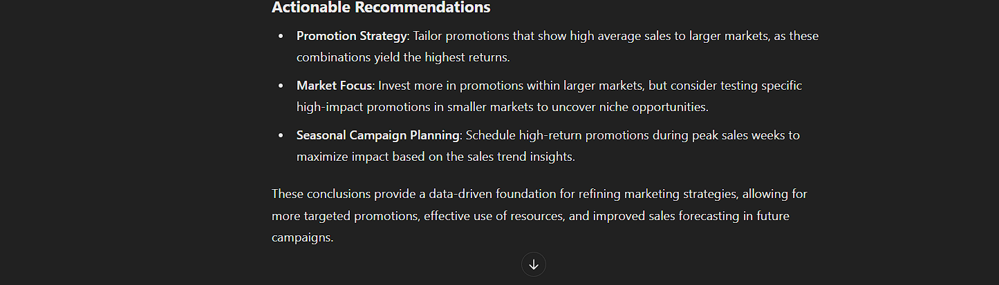 Actionable Recommendations
• Promotion Strategy: Tailor promotions that show high average sales to larger markets, as these
combinations yield the highest returns.
• Market Focus: Invest more in promotions within larger markets, but consider testing specific
high-impact promotions in smaller markets to uncover niche opportunities.
• Seasonal Campaign Planning: Schedule high-return promotions during peak sales weeks to
maximize impact based on the sales trend insights.
These conclusions provide a data-driven foundation for refining marketing strategies, allowing for
more targeted promotions, effective use of resources, and improved sales forecasting in future
campaigns.